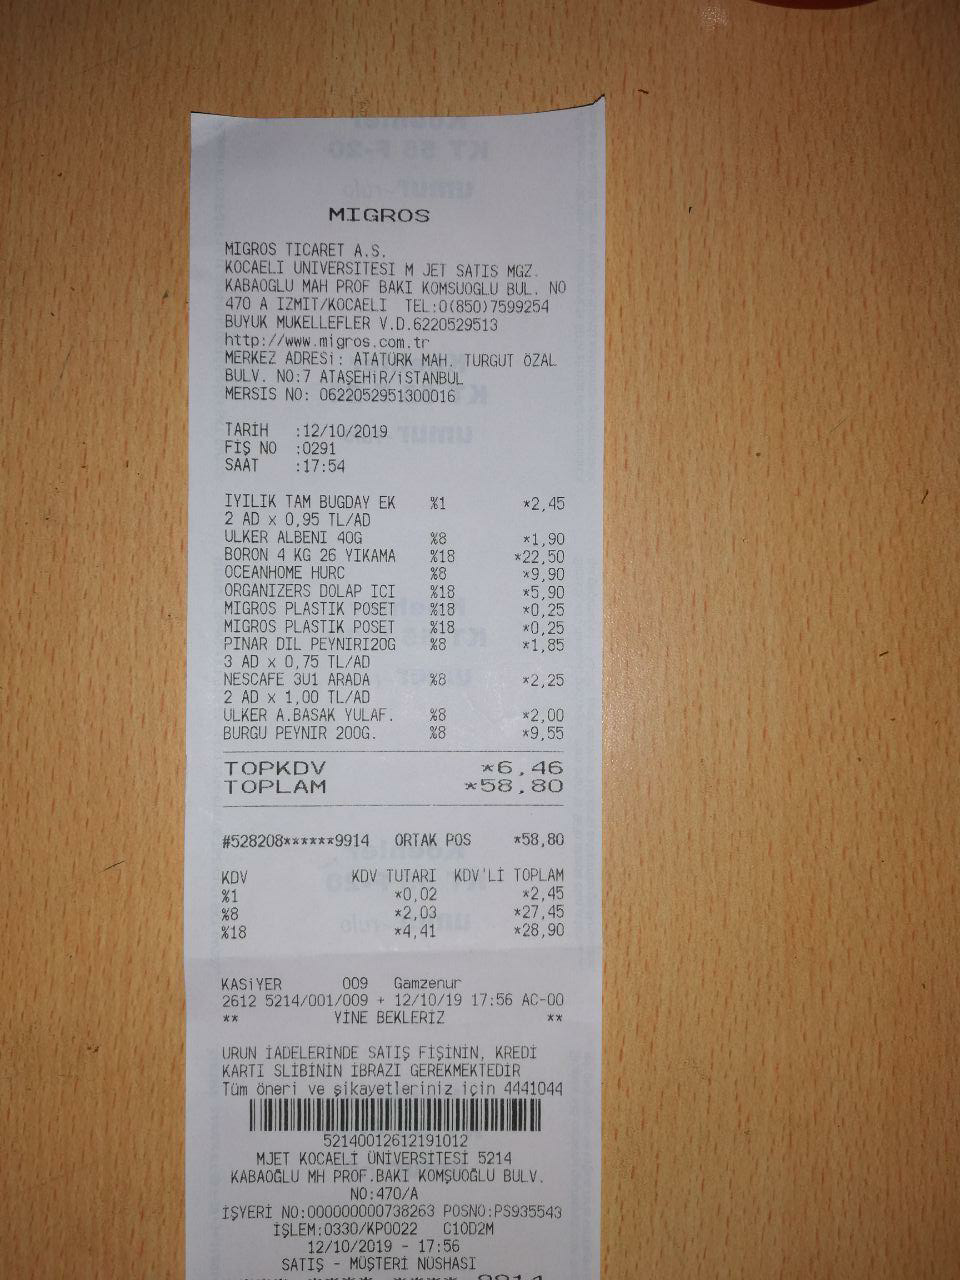 MIGROS
MIGROS TICARET A.S.
KOCAELI UNIVERSITESI M JET SATIS MGZ.
KABAOGLU MAH PROF BAKI KOMSUOGLU BUL. NO
470 A IZMIT/KOCAELI TEL:0(850)7599254
BUYUK MUKELLEFLER V.D.6220529513
http://www.migros.com.tr
MERKEZ ADRESİ: ATATÜRK MAH. TURGUT ÖZAL
BULV. NO:7 ATAŞEHİR/İSTANBUL
MERSIS NO: 0622052951300016
TARİH :12/10/2019
FİŞ NO :0291
SAAT :17:54
IYILIK TAM BUGDAY EK %1 *2,45
2 AD x 0,95 TL/AD
ULKER ALBENI 40G %8 *1,90
BORON 4 KG 26 YIKAMA %18 *22,50
OCEANHOME HURC %8 *9,90
ORGANIZERS DOLAP ICI %18 *5,90
MIGROS PLASTIK POSET %18 *0,25
MIGROS PLASTIK POSET %18 *0,25
PINAR DIL PEYNIRI20G %8 *1,85
3 AD x 0,75 TL/AD
NESCAFE 3U1 ARADA %8 *2,25
2 AD x 1,00 TL/AD
ULKER A.BASAK YULAF. %8 *2,00
BURGU PEYNIR 200G. %8 *9,55
TOPKDV *6,46
TOPLAM *58,80
#528208******9914 ORTAK POS *58,80
KDV KDV TUTARI KDV'Lİ TOPLAM
%1 *0,02 *2,45
%8 *2,03 *27,45
%18 *4,41 *28,90
KASİYER 009 Gamzenur
2612 5214/001/009 + 12/10/19 17:56 AC-00
** YİNE BEKLERİZ **
URUN İADELERİNDE SATIŞ FİŞİNİN, KREDİ
KARTI SLİBİNİN İBRAZI GEREKMEKTEDİR
Tüm öneri ve şikayetleriniz için 4441044
52140012612191012
MJET KOCAELİ ÜNİVERSİTESİ 5214
KABAOĞLU MH PROF.BAKI KOMŞUOĞLU BULV.
NO:470/A
İŞYERİ NO:000000000738263 POSNO:PS935543
İŞLEM:0330/KP0022 C10D2M
12/10/2019 - 17:56
SATIŞ - MÜŞTERİ NÜSHASI